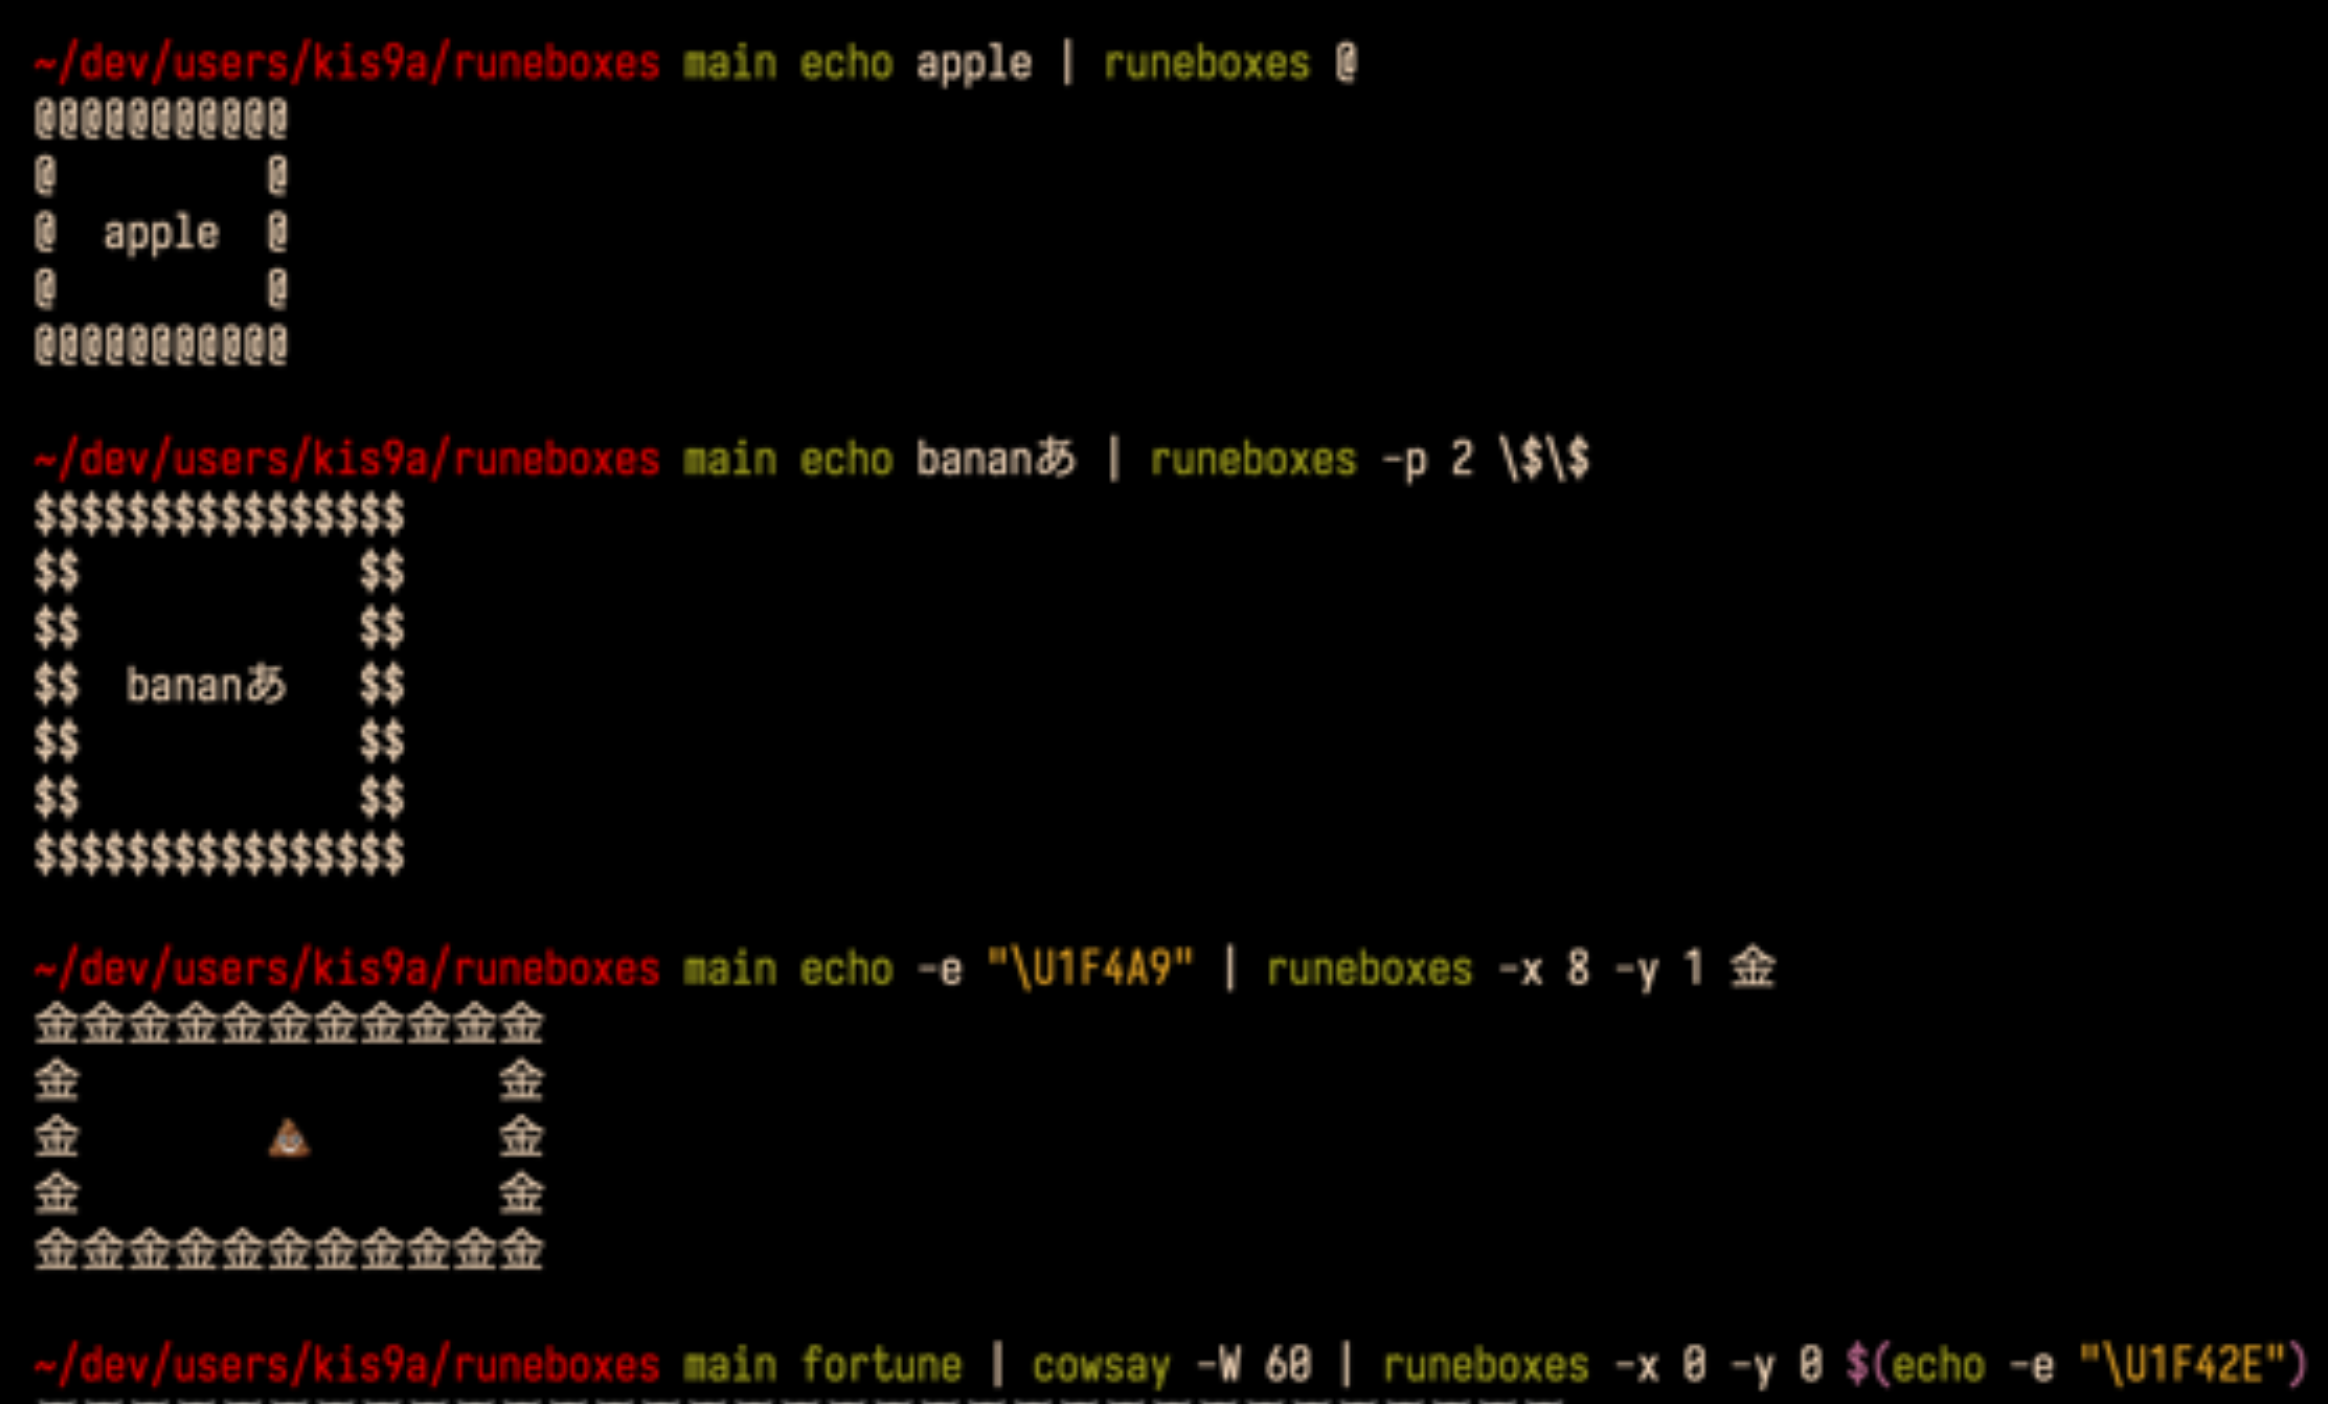 ~/dev/users/kis9a/runeboxes main echo apple | runeboxes @
@@@@@@@@@@@
@         @
@  apple  @
@         @
@@@@@@@@@@@
~/dev/users/kis9a/runeboxes main echo bananあ | runeboxes -p 2 \$\$
$$$$$$$$$$$$$$$$
$$            $$
$$            $$
$$  bananあ   $$
$$            $$
$$            $$
$$$$$$$$$$$$$$$$
~/dev/users/kis9a/runeboxes main echo -e "\U1F4A9" | runeboxes -x 8 -y 1 金
金金金金金金金金金金金
金                  金
金        💩        金
金                  金
金金金金金金金金金金金
~/dev/users/kis9a/runeboxes main fortune | cowsay -W 60 | runeboxes -x 0 -y 0 $(echo -e "\U1F42E")